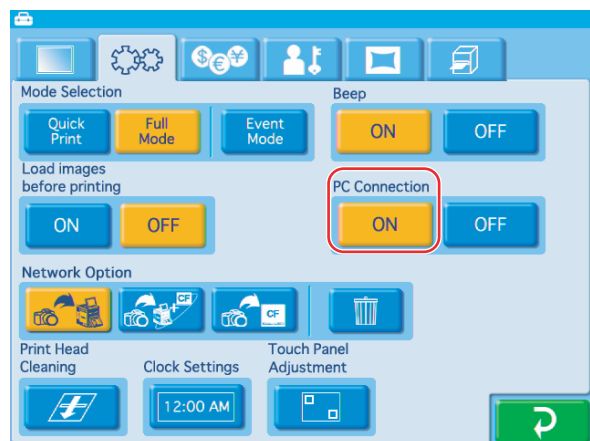 $ € ¥
Mode Selection
Beep
Quick
Print
Full
Mode
Event
Mode
ON
OFF
Load images
before printing
PC Connection
ON
OFF
ON
OFF
Network Option
CF
CF
Print Head
Cleaning
Clock Settings
Touch Panel
Adjustment
12:00 AM